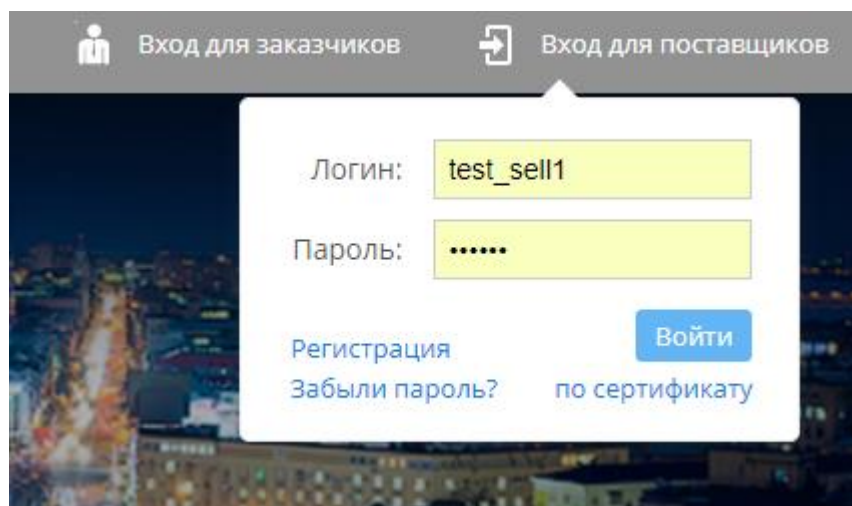 Вход для заказчиков
Вход для поставщиков
Логин: test_sell1
Пароль: ••••••
Регистрация
Войти
Забыли пароль?
по сертификату